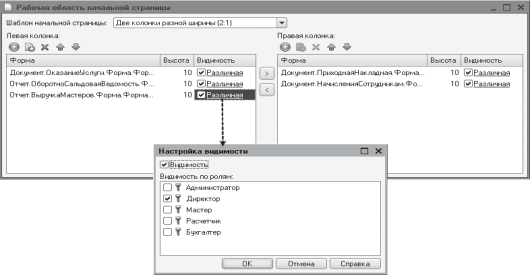 Рабочая область начальной страницы
Шаблон начальной страницы: Две колонки разной ширины (2:1)
Левая колонка:
Правая колонка:
Форма Высота Видимость
Форма Высота Видимость
Документ.ОказаниеУслуги.Форма.Фор... 10 Различная
Документ.ПриходнаяНакладная.Форма... 10 Различная
Отчет.ОборотноСальдоваяВедомость.Ф... 10 Различная
Документ.НачисленияСотрудникам.Фо... 10 Различная
Отчет.ВыручкаМастеров.Форма.Форма... 10 Различная
Настройка видимости
Видимость
Видимость по ролям:
Администратор
Директор
Мастер
Расчетчик
Бухгалтер
OK Отмена Справка